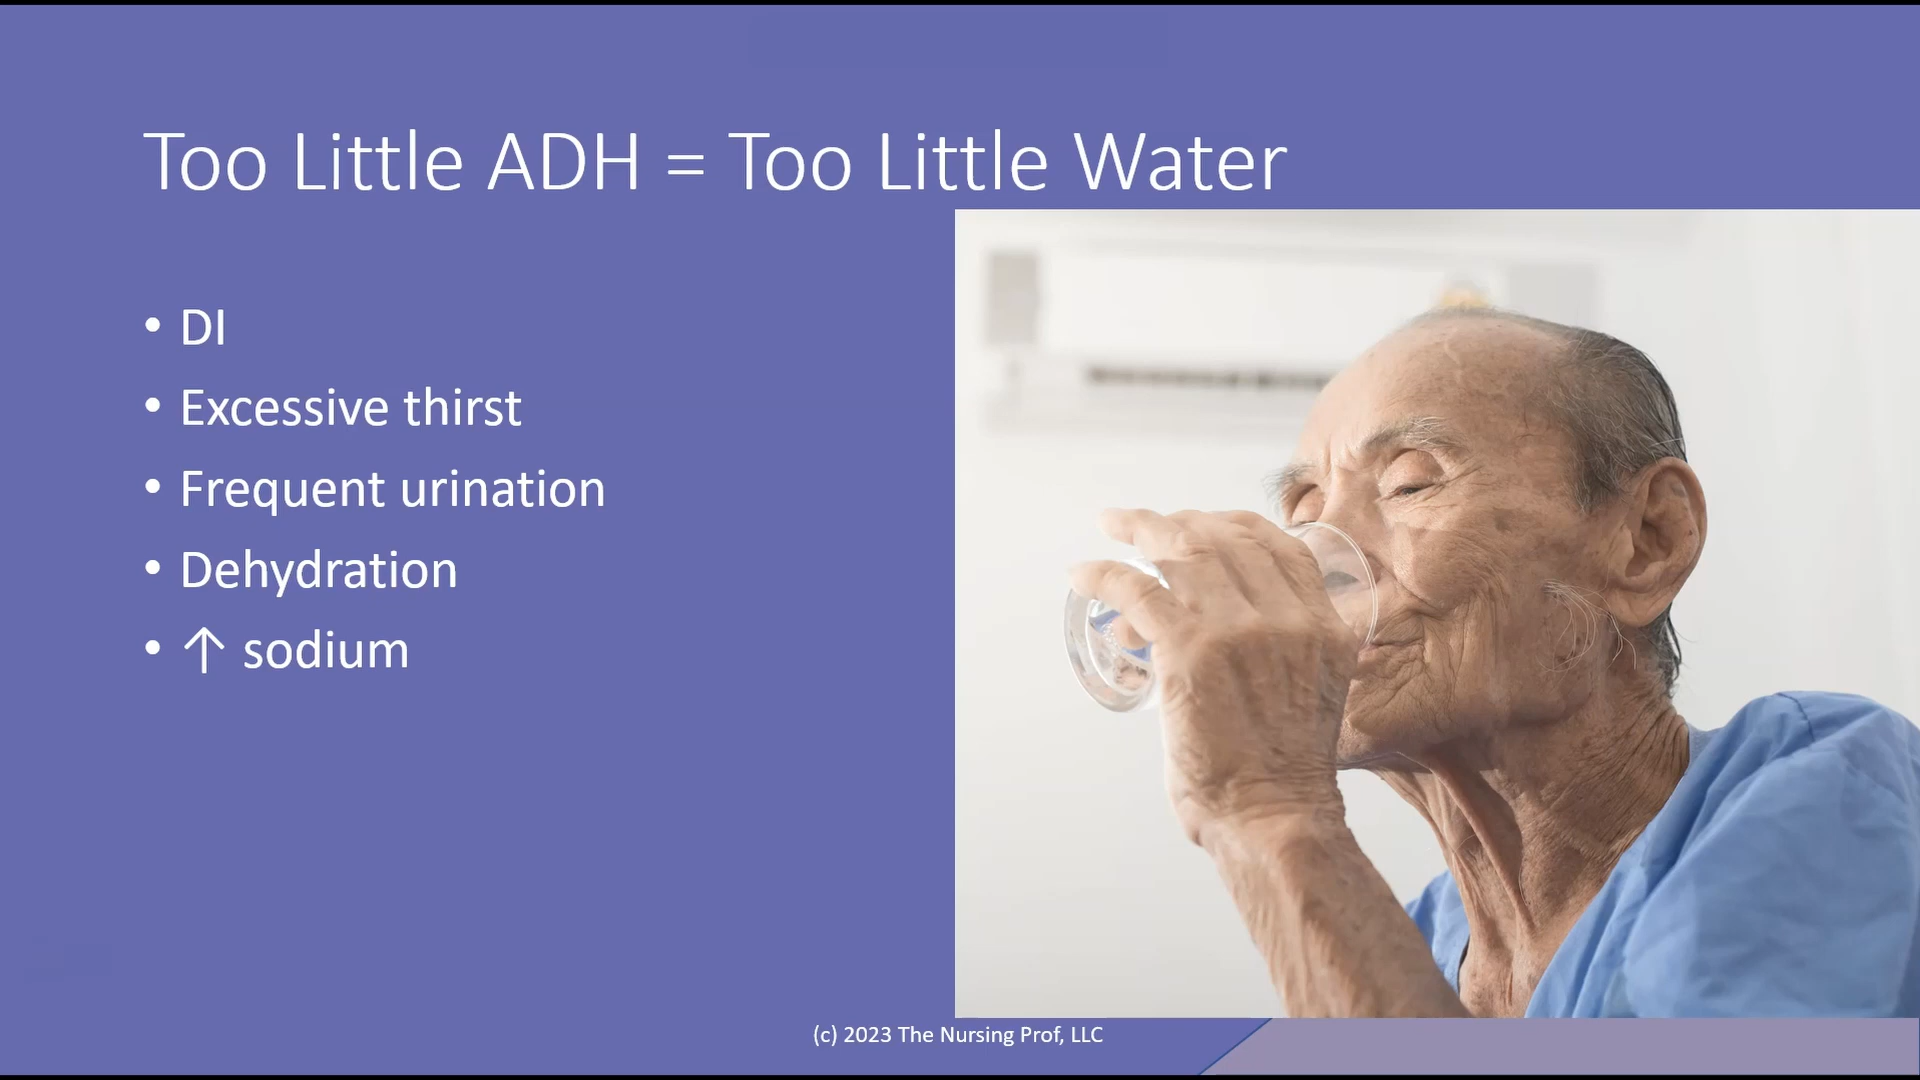 Too Little ADH = Too Little Water
• DI
• Excessive thirst
• Frequent urination
• Dehydration
• ↑ sodium
(c) 2023 The Nursing Prof, LLC